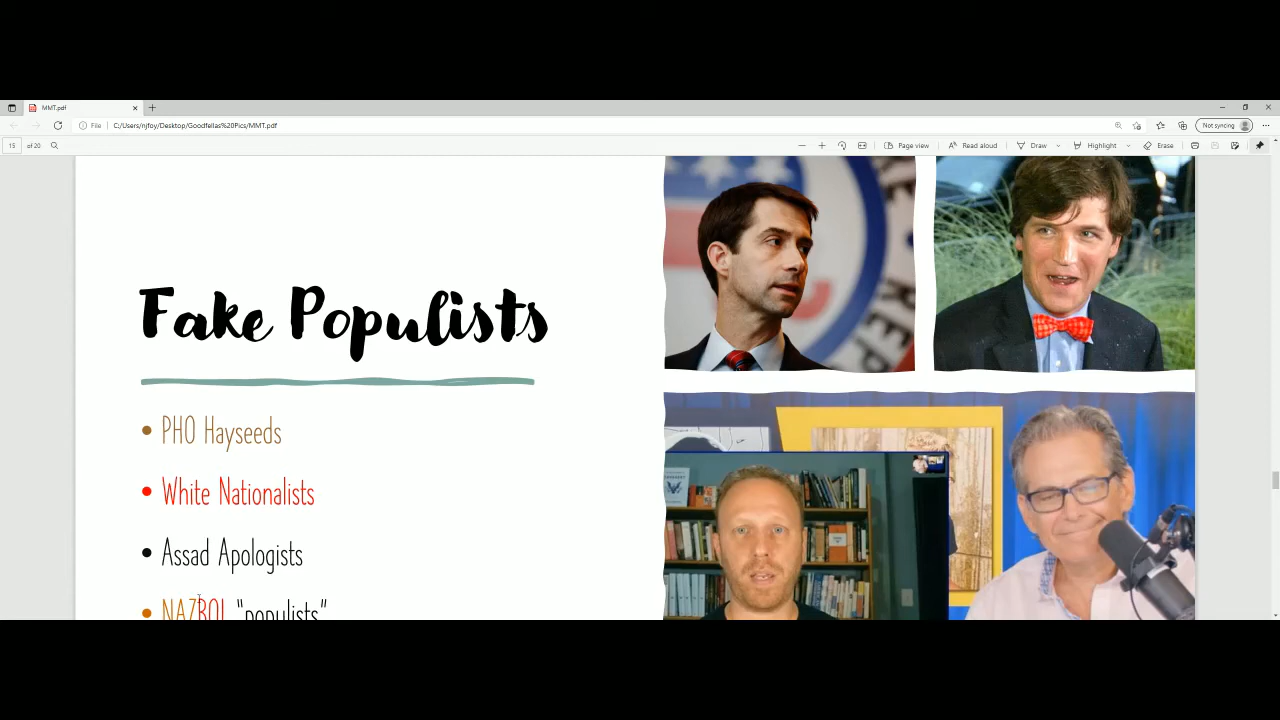 MMT.pdf
File
C:/Users/njfoy/Desktop/Goodfellas%20Pics/MMT.pdf
Not syncing
15 of 20
Page view
Read aloud
Draw
Highlight
Erase
Fake Populists
• PHO Hayseeds
• White Nationalists
• Assad Apologists
• NAZBOL “populists”
REP